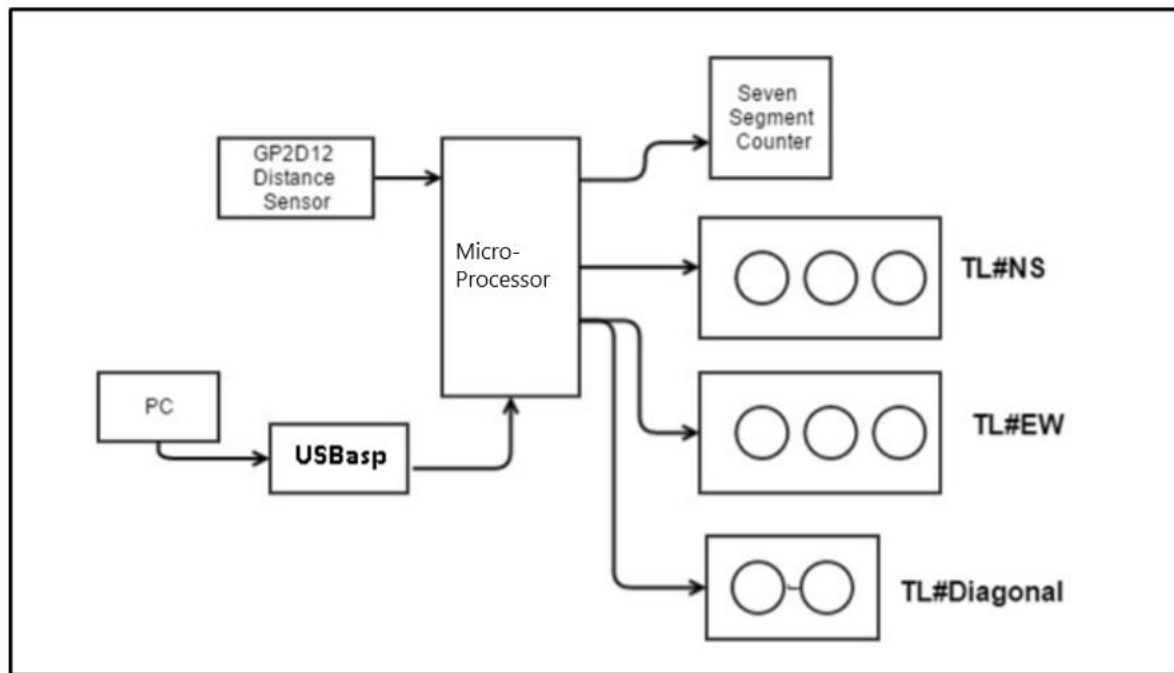 Seven
Segment
Counter
GP2D12
Distance
Sensor
Micro-
Processor
TL#NS
PC
USBasp
TL#EW
TL#Diagonal